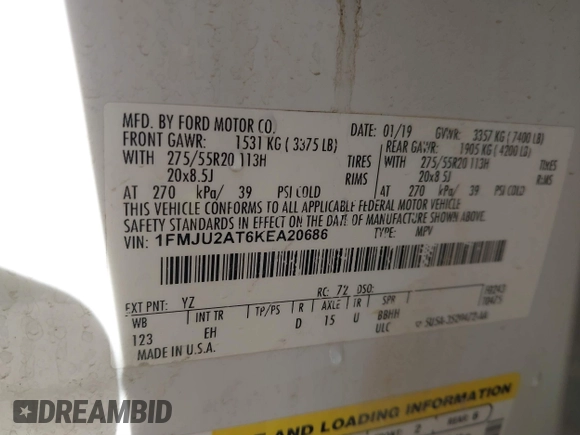 MFD. BY FORD MOTOR CO.
DATE: 01/19 GVWR: 3357 KG ( 7400 LB)
FRONT GAWR: 1531 KG ( 3375 LB) REAR GAWR: 1905 KG ( 4200 LB)
WITH 275/55R20 113H TIRES WITH 275/55R20 113H TIRES
20x8.5J RIMS 20x8.5J RIMS
AT 270 kPa/ 39 PSI COLD AT 270 kPa/ 39 PSI COLD
THIS VEHICLE CONFORMS TO ALL APPLICABLE FEDERAL MOTOR VEHICLE
SAFETY STANDARDS IN EFFECT ON THE DATE OF MANUFACTURE SHOWN ABOVE.
VIN: 1FMJU2AT6KEA20686 TYPE: MPV
EXT PNT: YZ RC: 72 DSO:
WB INT TR TP/PS R AXLE TR SPR
123 EH D 15 U BBHH
ULC
MADE IN U.S.A.
AND LOADING INFORMATION
2 REAR: 
DREAMBID